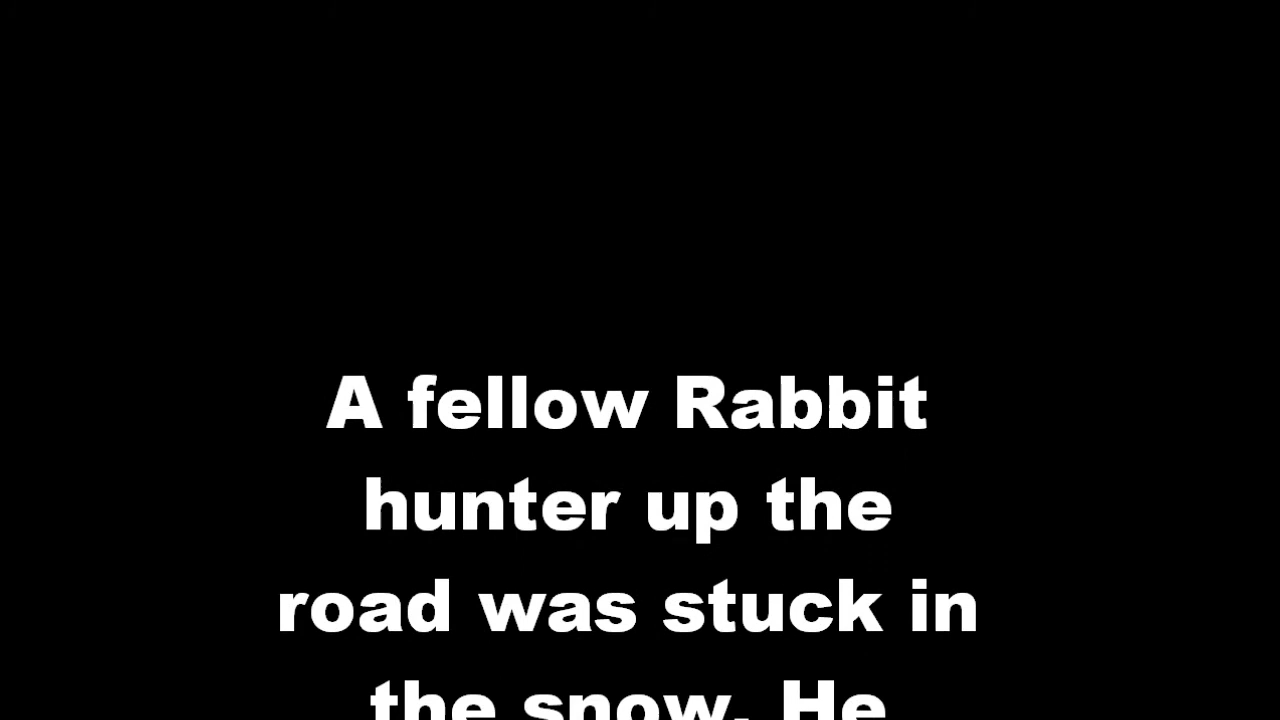 A fellow Rabbit
hunter up the
road was stuck in
the snow. He